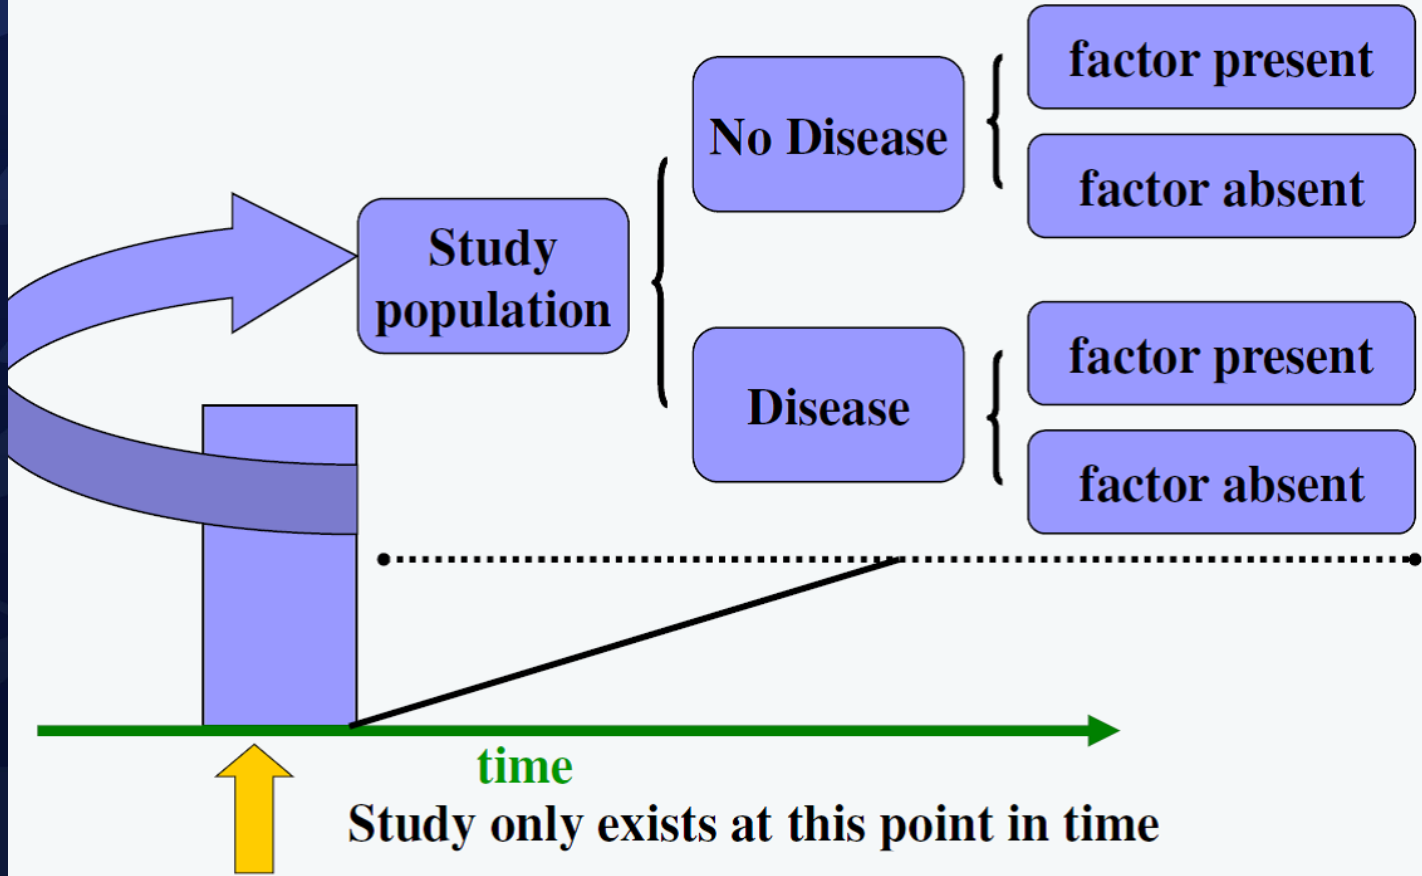 factor present
No Disease
factor absent
Study
population
factor present
Disease
factor absent
time
Study only exists at this point in time